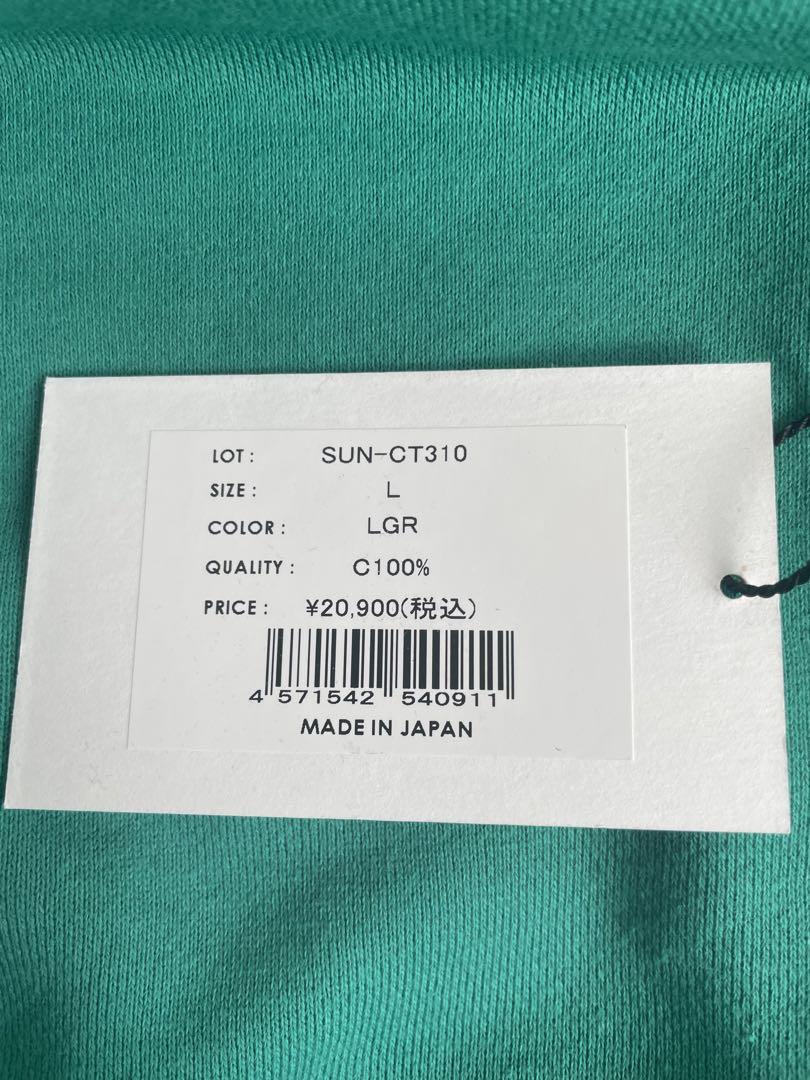 LOT: SUN-CT310
SIZE: L
COLOR: LGR
QUALITY: C100%
PRICE: ¥20,900(税込)
4 571542 540911
MADE IN JAPAN